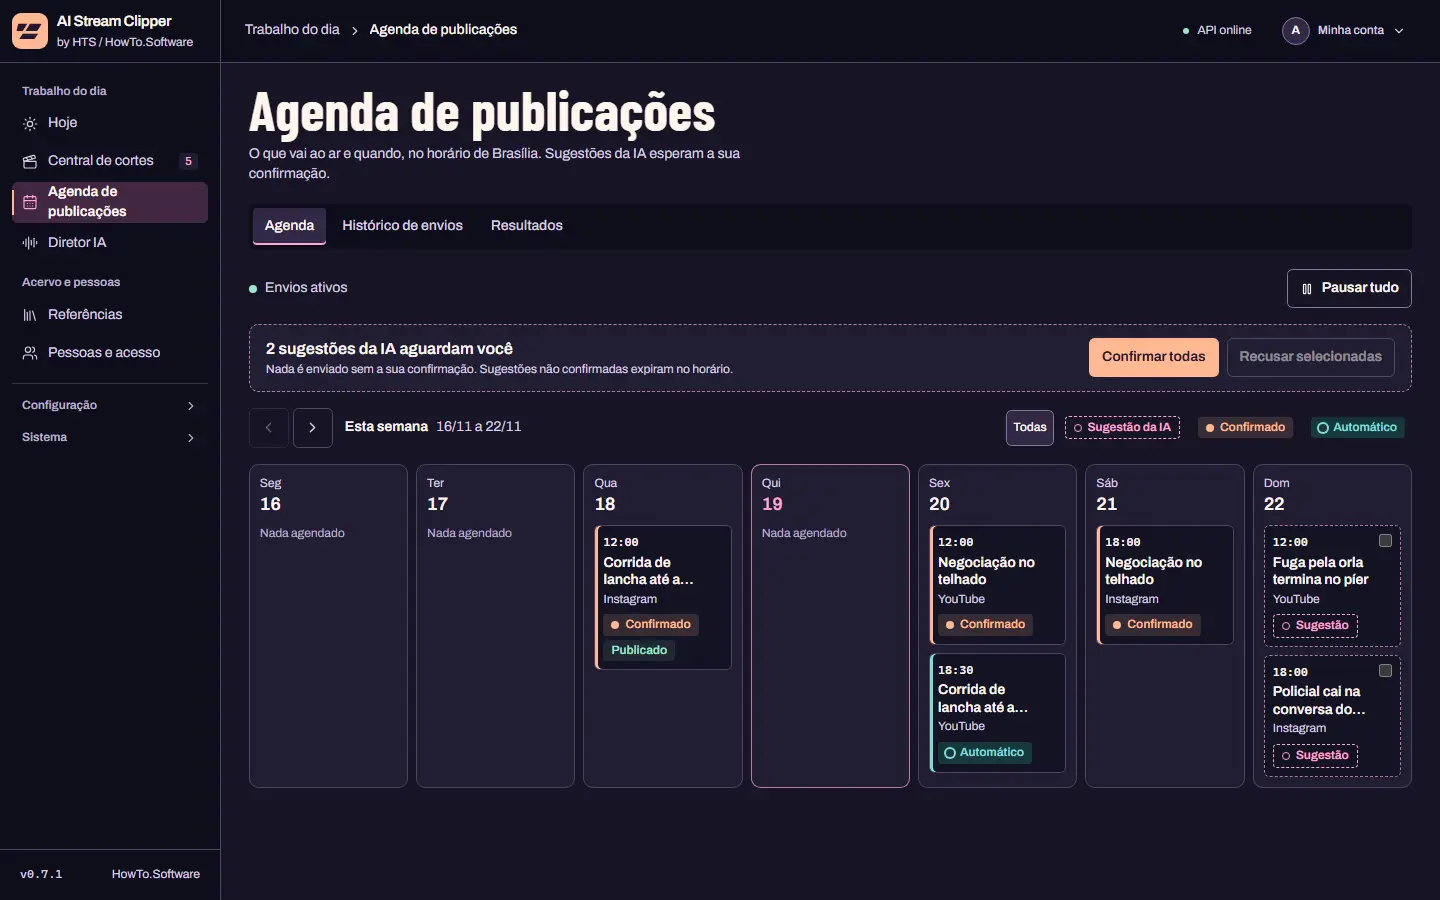 AI Stream Clipper
by HTS / HowTo.Software
Trabalho do dia
Hoje
Central de cortes 5
Agenda de
publicações
Diretor IA
Acervo e pessoas
Referências
Pessoas e acesso
Configuração
Sistema
v0.7.1 HowTo.Software
Trabalho do dia > Agenda de publicações
API online
A Minha conta
Agenda de publicações
O que vai ao ar e quando, no horário de Brasília. Sugestões da IA esperam a sua
confirmação.
Agenda Histórico de envios Resultados
Envios ativos
Pausar tudo
2 sugestões da IA aguardam você
Nada é enviado sem a sua confirmação. Sugestões não confirmadas expiram no horário.
Confirmar todas Recusar selecionadas
Esta semana 16/11 a 22/11
Todas Sugestão da IA Confirmado Automático
Seg
16
Nada agendado
Ter
17
Nada agendado
Qua
18
12:00
Corrida de
lancha até a...
Instagram
Confirmado
Publicado
Qui
19
Nada agendado
Sex
20
12:00
Negociação no
telhado
YouTube
Confirmado
18:30
Corrida de
lancha até a...
YouTube
Automático
Sáb
21
18:00
Negociação no
telhado
Instagram
Confirmado
Dom
22
12:00
Fuga pela orla
termina no píer
YouTube
Sugestão
18:00
Policial cai na
conversa do...
Instagram
Sugestão